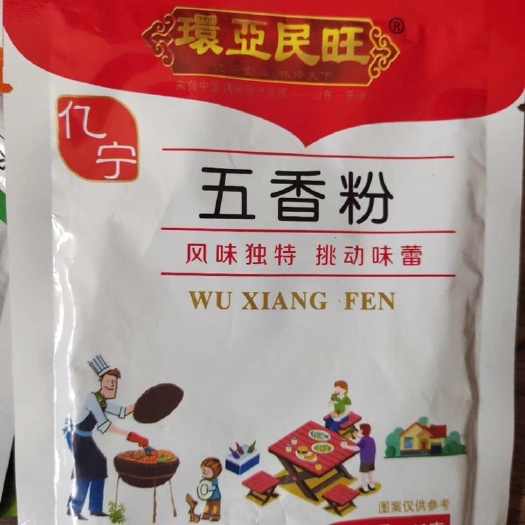 環亚民旺®
亿宁
五香粉
风味独特 挑动味蕾
WU XIANG FEN
图案仅供参考